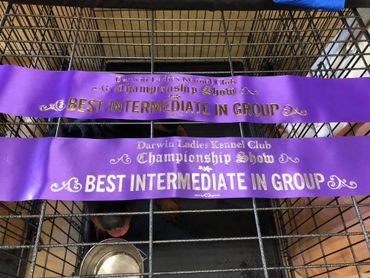 Darwin Ladies Kennel Club
Championship Show
BEST INTERMEDIATE IN GROUP
Darwin Ladies Kennel Club
Championship Show
BEST INTERMEDIATE IN GROUP